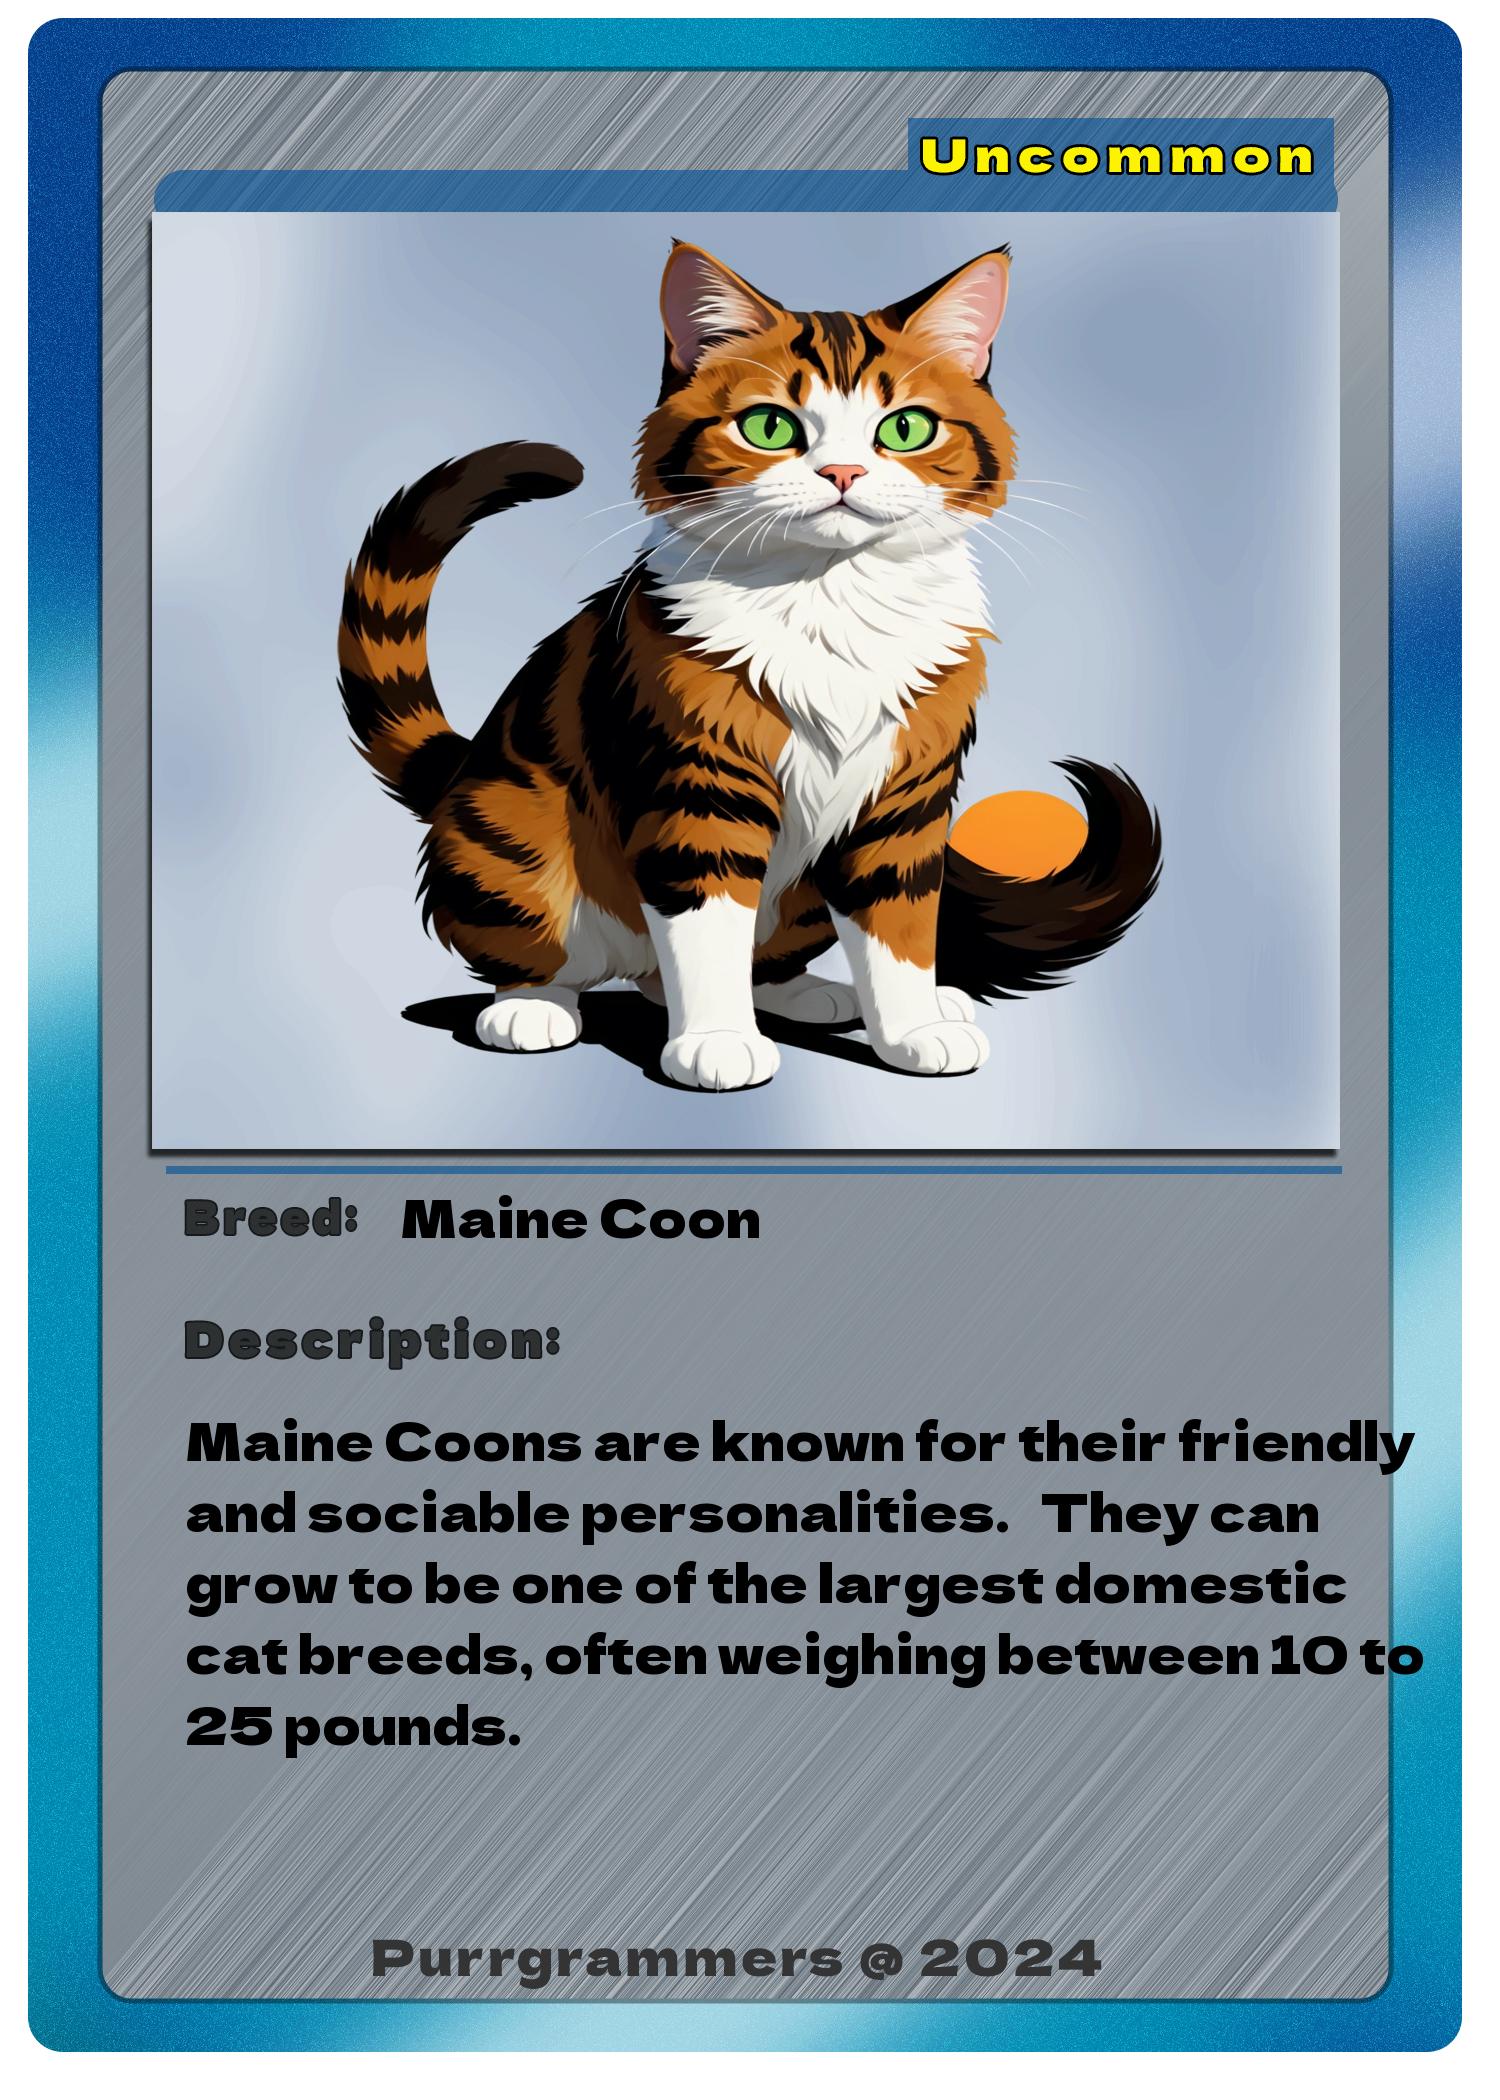 Uncommon
Breed: Maine Coon
Description:
Maine Coons are known for their friendly
and sociable personalities. They can
grow to be one of the largest domestic
cat breeds, often weighing between 10 to
25 pounds.
Purrgrammers @ 2024